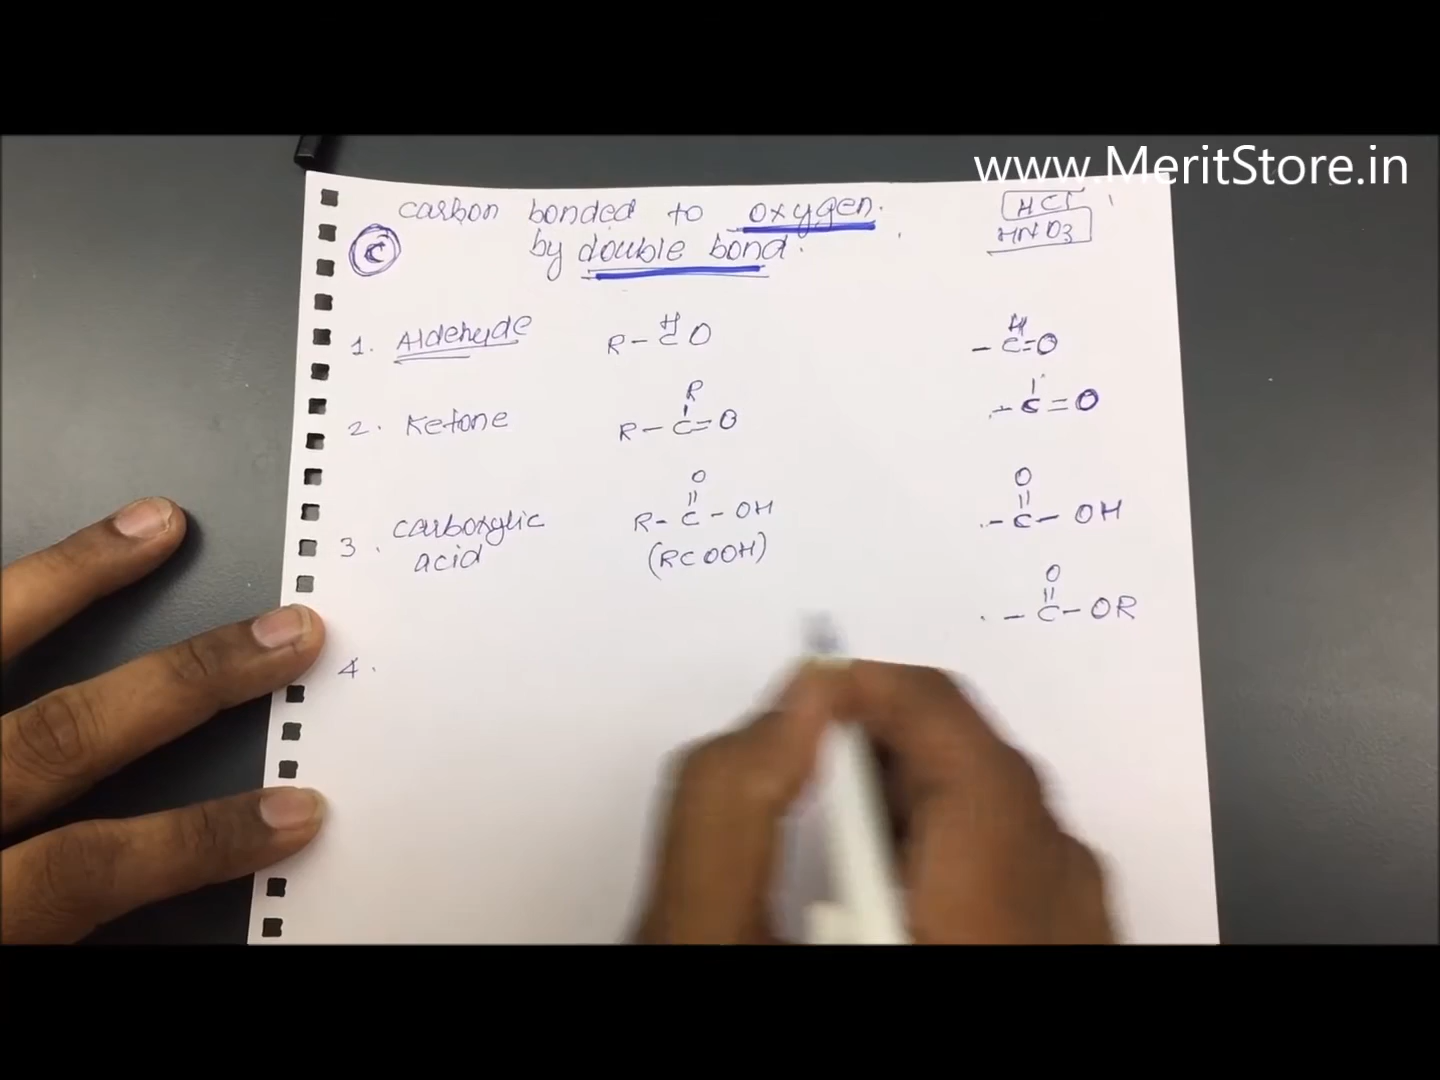 www.MeritStore.in
carbon bonded to oxygen.
by double bond.
C
HCl
HNO3
1. Aldehyde
H
R-CO
H
-C=O
2. Ketone
R
R-C=O
-C=O
3. carboxylic
acid
O
R-C-OH
(RCOOH)
O
-C-OH
O
-C-OR
4.